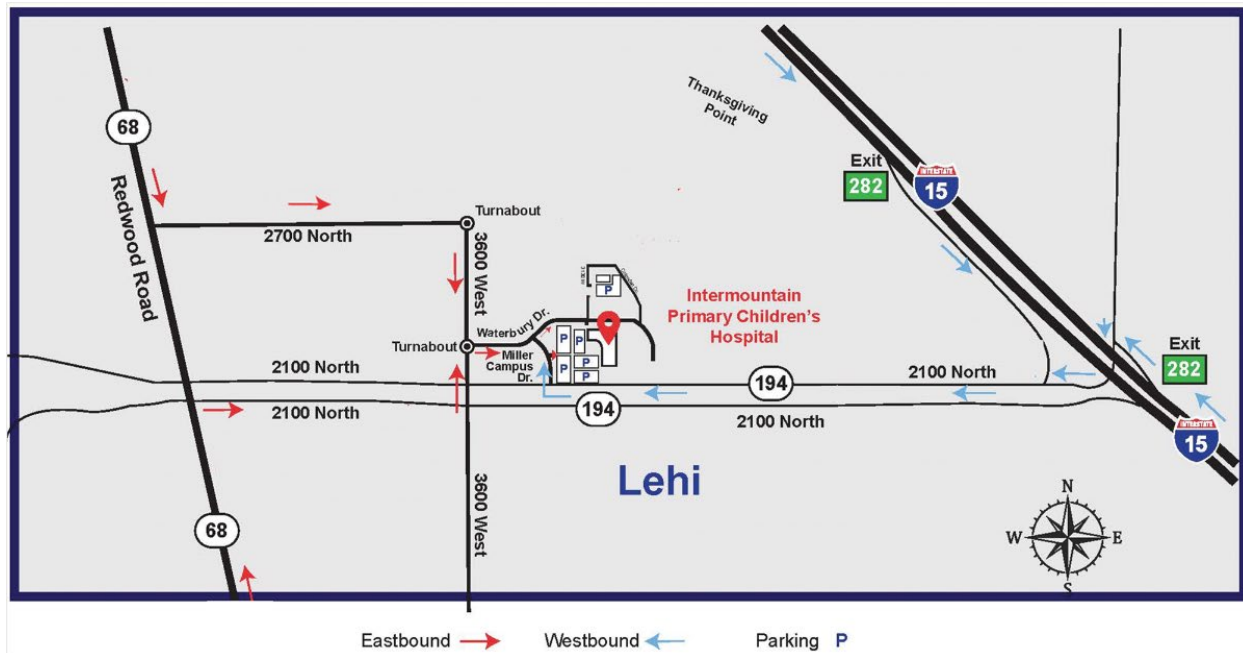 68
Redwood Road
2700 North
Turnabout
3600 West
Turnabout
Waterbury Dr.
Miller
Campus
Dr.
P
P
P
P
P
P
Intermountain
Primary Children's
Hospital
Thanksgiving
Point
Exit
282
INTERSTATE
15
2100 North
194
2100 North
Exit
282
2100 North
194
2100 North
INTERSTATE
15
Lehi
3600 West
68
N
W
E
S
Eastbound
Westbound
Parking P